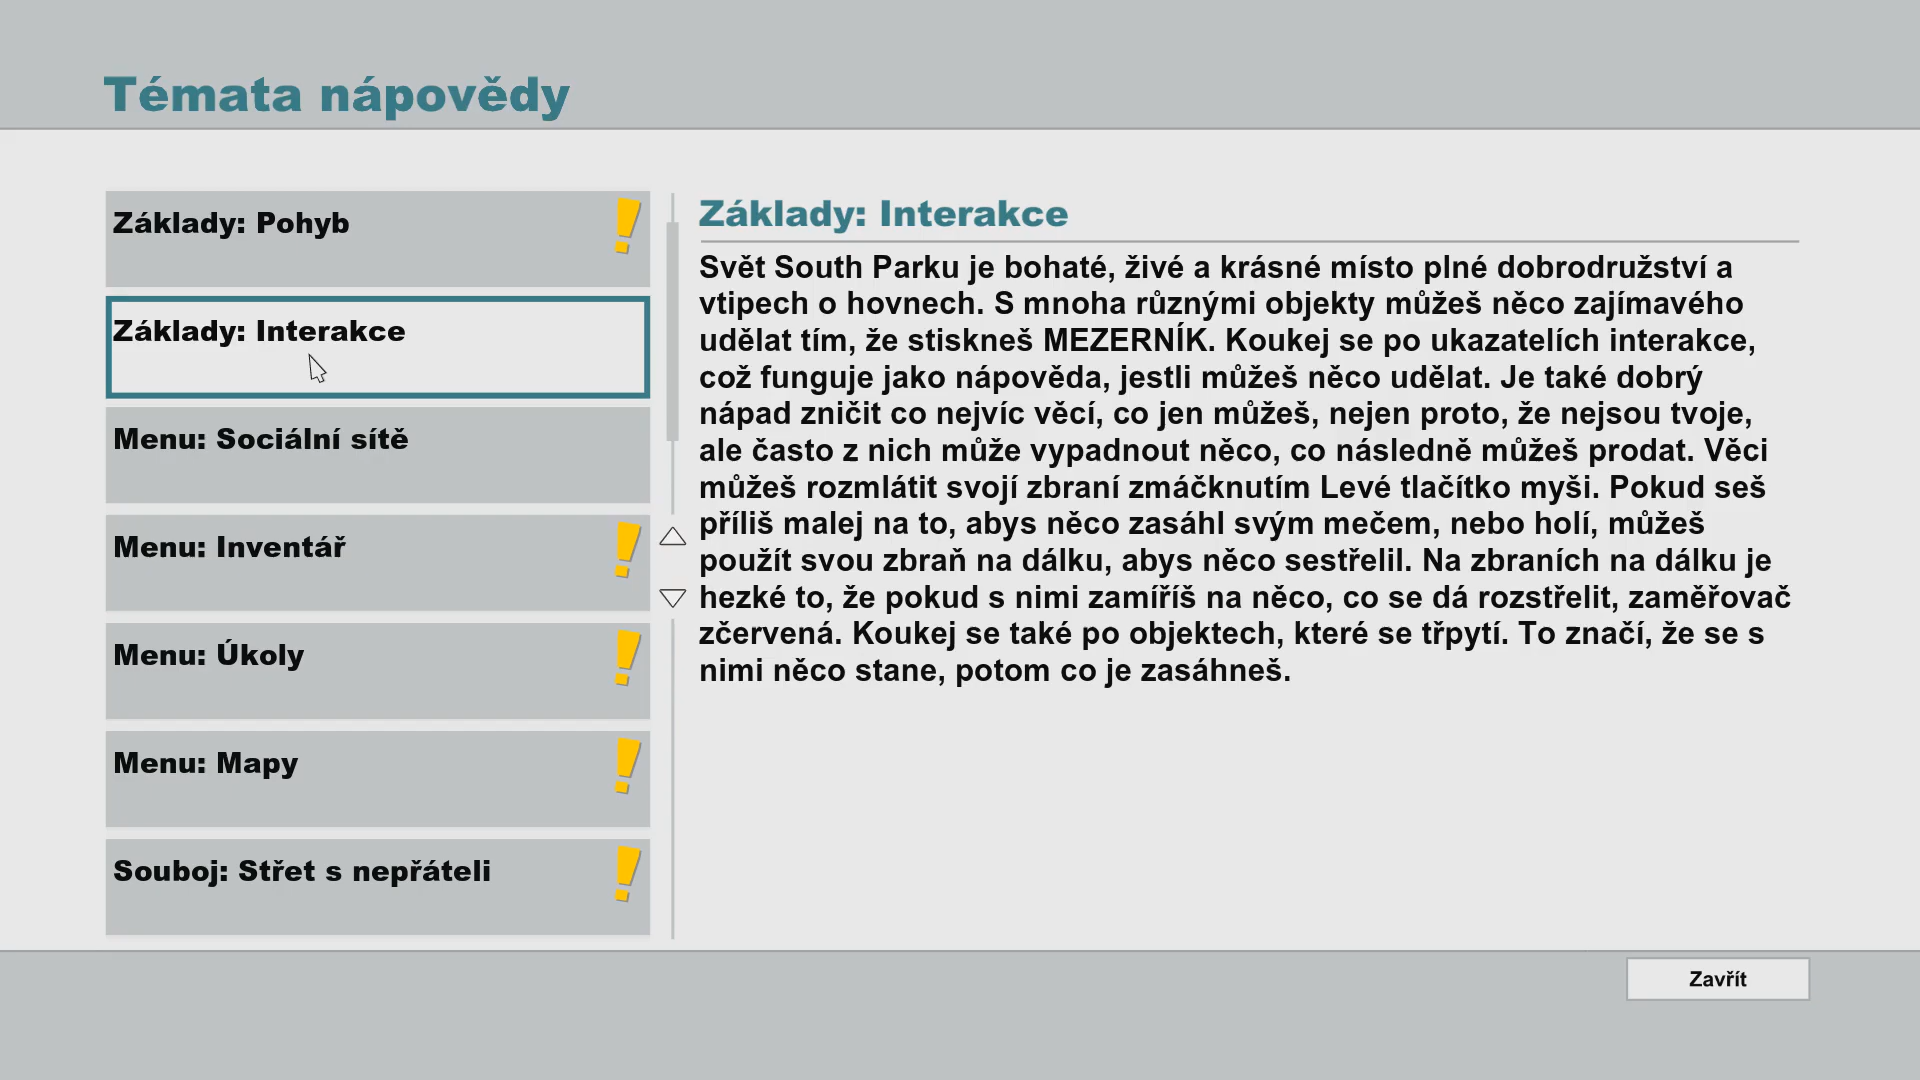 Témata nápovědy
Základy: Pohyb
Základy: Interakce
Menu: Sociální sítě
Menu: Inventář
Menu: Úkoly
Menu: Mapy
Souboj: Střet s nepřáteli
Základy: Interakce
Svět South Parku je bohaté, živé a krásné místo plné dobrodružství a
vtipech o hovnech. S mnoha různými objekty můžeš něco zajímavého
udělat tím, že stiskneš MEZERNÍK. Koukej se po ukazatelích interakce,
což funguje jako nápověda, jestli můžeš něco udělat. Je také dobrý
nápad zničit co nejvíc věcí, co jen můžeš, nejen proto, že nejsou tvoje,
ale často z nich může vypadnout něco, co následně můžeš prodat. Věci
můžeš rozmlátit svojí zbraní zmáčknutím Levé tlačítko myši. Pokud seš
příliš malej na to, abys něco zasáhl svým mečem, nebo holí, můžeš
použít svou zbraň na dálku, abys něco sestřelil. Na zbraních na dálku je
hezké to, že pokud s nimi zamíříš na něco, co se dá rozstřelit, zaměřovač
zčervená. Koukej se také po objektech, které se třpytí. To značí, že se s
nimi něco stane, potom co je zasáhneš.
Zavřít